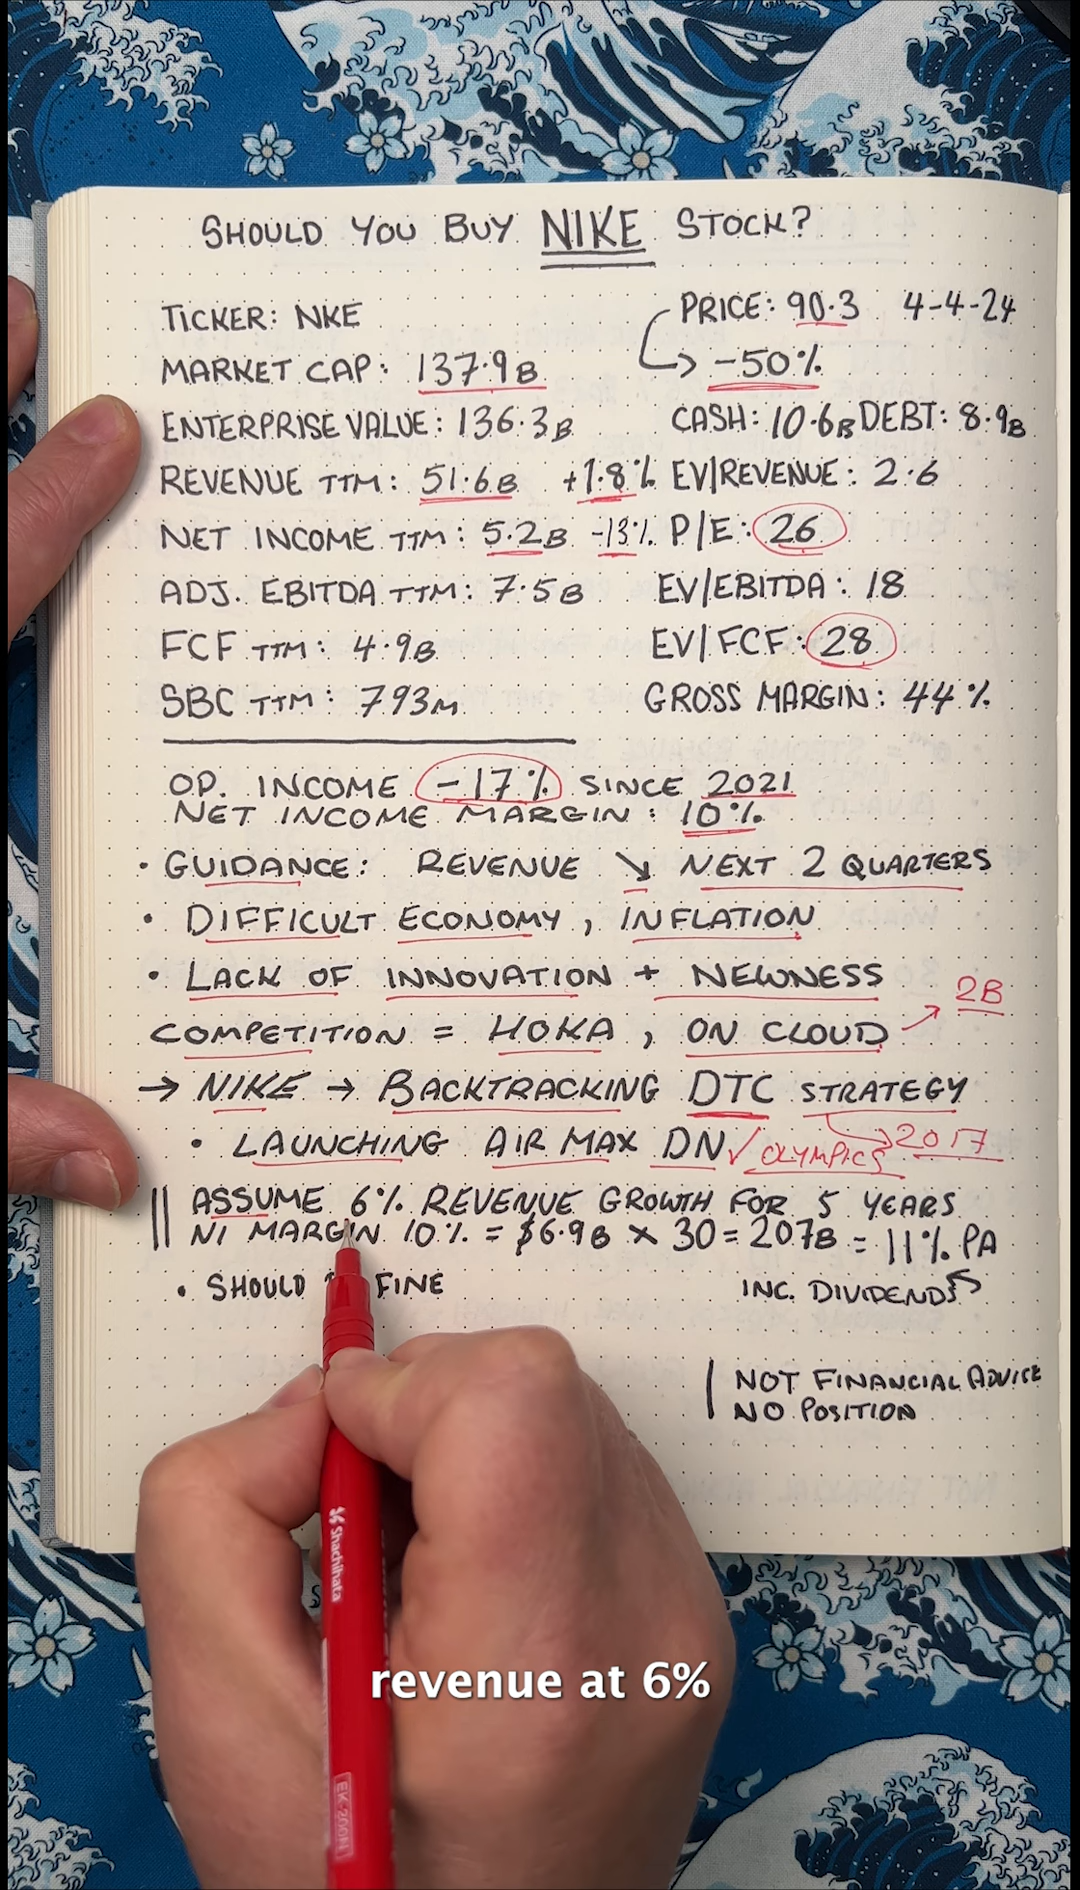 SHOULD YOU BUY NIKE STOCK?
TICKER: NKE PRICE: 90.3 4-4-24
MARKET CAP: 137.9B -50%
ENTERPRISE VALUE: 136.3B CASH: 10.6B DEBT: 8.9B
REVENUE TTM: 51.6B +1.8% EV/REVENUE: 2.6
NET INCOME TTM: 5.2B -13% P/E: 26
ADJ. EBITDA TTM: 7.5B EV/EBITDA: 18
FCF TTM: 4.9B EV/FCF: 28
SBC TTM: 793M GROSS MARGIN: 44%
OP. INCOME -17% SINCE 2021
NET INCOME MARGIN: 10%
• GUIDANCE: REVENUE ↘ NEXT 2 QUARTERS
• DIFFICULT ECONOMY, INFLATION
• LACK OF INNOVATION + NEWNESS
2B
COMPETITION = HOKA, ON CLOUD
→ NIKE → BACKTRACKING DTC STRATEGY
• LAUNCHING AIR MAX DN ✓ OLYMPICS 2017
ASSUME 6% REVENUE GROWTH FOR 5 YEARS
NI MARGIN 10% = $6.9B × 30 = 207B = 11% PA
• SHOULD FINE INC. DIVIDENDS
NOT FINANCIAL ADVICE
NO POSITION
Shachihata
EK-200N
revenue at 6%